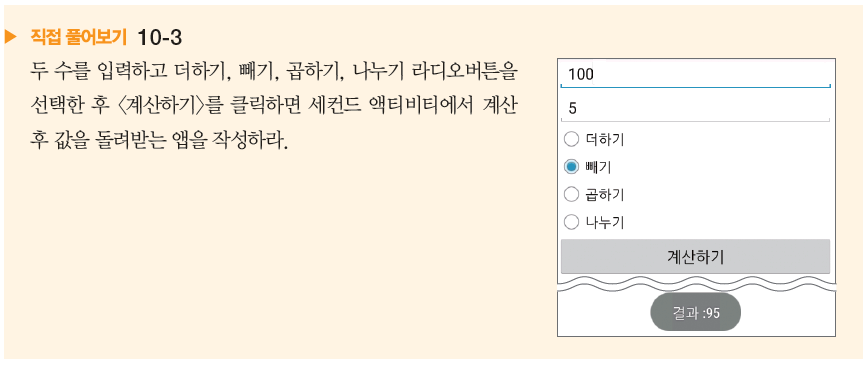 ▶ 직접 풀어보기 10-3
두 수를 입력하고 더하기, 빼기, 곱하기, 나누기 라디오버튼을
선택한 후 〈계산하기〉를 클릭하면 세컨드 액티비티에서 계산
후 값을 돌려받는 앱을 작성하라.
100
5
더하기
빼기
곱하기
나누기
계산하기
결과 :95